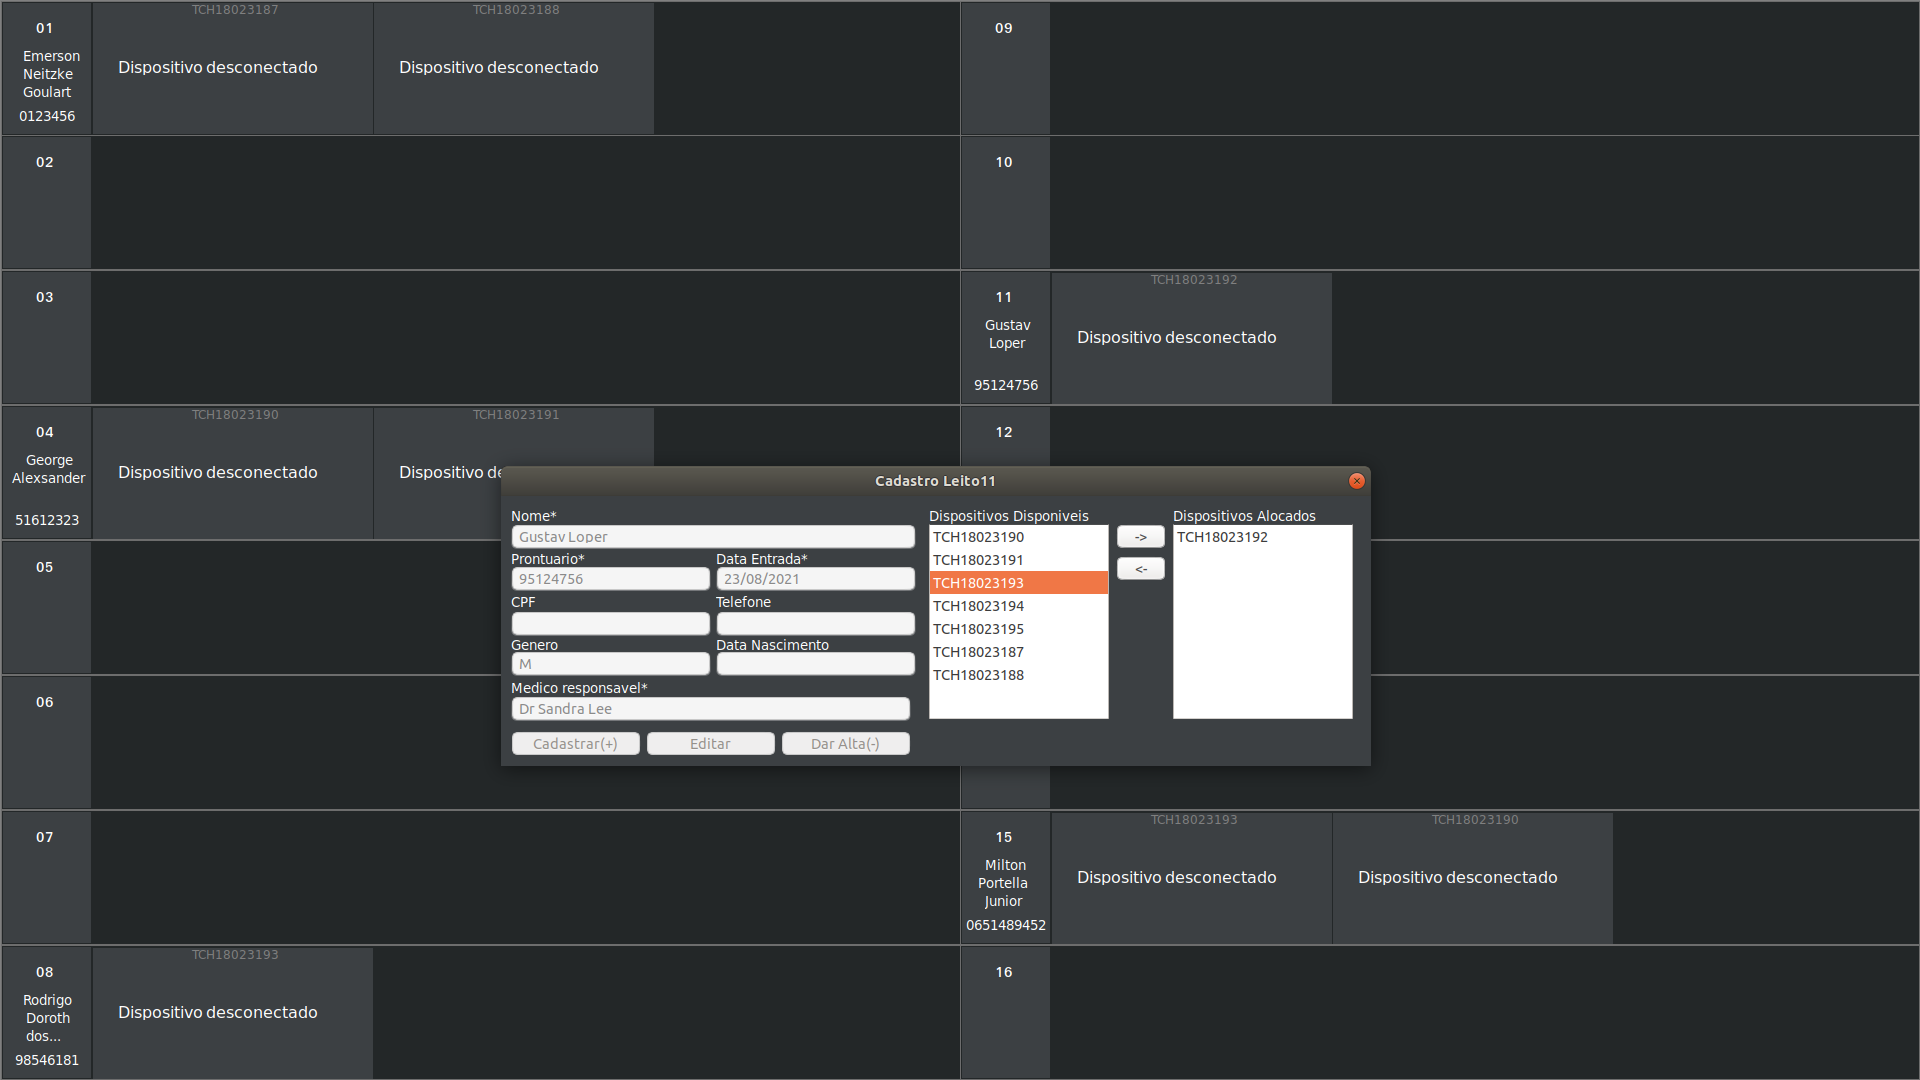 01
Emerson
Neitzke
Goulart
0123456
TCH18023187
Dispositivo desconectado
TCH18023188
Dispositivo desconectado
02
03
04
George
Alexsander
51612323
TCH18023190
Dispositivo desconectado
TCH18023191
Dispositivo de
05
06
07
08
Rodrigo
Doroth
dos...
98546181
TCH18023193
Dispositivo desconectado
09
10
11
Gustav
Loper
95124756
TCH18023192
Dispositivo desconectado
12
15
Milton
Portella
Junior
0651489452
TCH18023193
Dispositivo desconectado
TCH18023190
Dispositivo desconectado
16
Cadastro Leito11
Nome*
Gustav Loper
Prontuario* Data Entrada*
95124756 23/08/2021
CPF Telefone
Genero Data Nascimento
M
Medico responsavel*
Dr Sandra Lee
Cadastrar(+) Editar Dar Alta(-)
Dispositivos Disponiveis
TCH18023190
TCH18023191
TCH18023193
TCH18023194
TCH18023195
TCH18023187
TCH18023188
->
<-
Dispositivos Alocados
TCH18023192